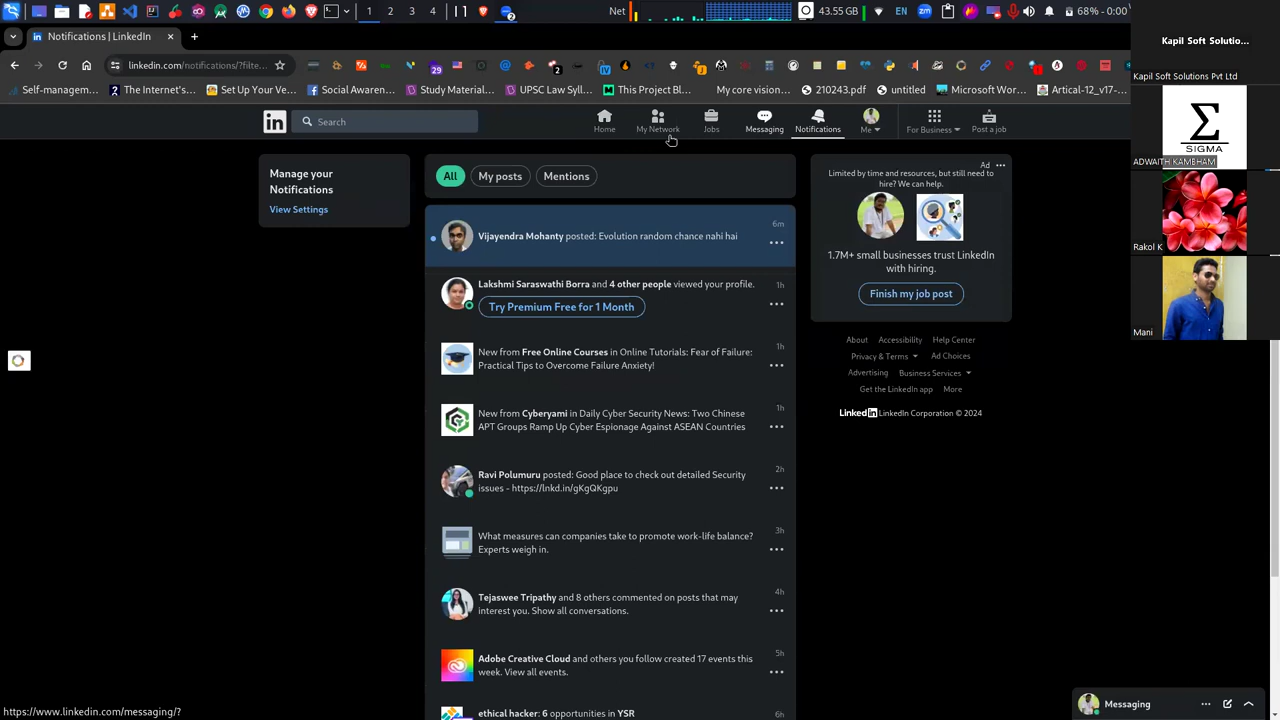 1 2 3 4
2
Net
43.55 GB
EN
zm
68% - 0:00
Notifications | LinkedIn
linkedin.com/notifications/?filte...
29
2
Self-management...
The Internet's...
Set Up Your Ve...
Social Awaren...
Study Material...
UPSC Law Syll...
This Project Bl...
My core vision...
210243.pdf
untitled
Microsoft Wor...
Artical-12_v17-...
in
Search
Home
My Network
Jobs
Messaging
Notifications
Me
For Business
Post a job
Manage your
Notifications
View Settings
All
My posts
Mentions
Vijayendra Mohanty posted: Evolution random chance nahi hai
6m
Lakshmi Saraswathi Borra and 4 other people viewed your profile.
1h
Try Premium Free for 1 Month
New from Free Online Courses in Online Tutorials: Fear of Failure:
Practical Tips to Overcome Failure Anxiety!
1h
New from Cyberyami in Daily Cyber Security News: Two Chinese
APT Groups Ramp Up Cyber Espionage Against ASEAN Countries
1h
Ravi Polumuru posted: Good place to check out detailed Security
issues - https://lnkd.in/gKgQKgpu
2h
What measures can companies take to promote work-life balance?
Experts weigh in.
3h
Tejaswee Tripathy and 8 others commented on posts that may
interest you. Show all conversations.
4h
Adobe Creative Cloud and others you follow created 17 events this
week. View all events.
5h
ethical hacker: 6 opportunities in YSR
6h
Ad
Limited by time and resources, but still need to
hire? We can help.
1.7M+ small businesses trust LinkedIn
with hiring.
Finish my job post
About
Accessibility
Help Center
Privacy & Terms
Ad Choices
Advertising
Business Services
Get the LinkedIn app
More
LinkedIn LinkedIn Corporation © 2024
Kapil Soft Solutio...
Kapil Soft Solutions Pvt Ltd
Σ
SIGMA
ADWAITH KAMBHAM
Rakol K
Mani
https://www.linkedin.com/messaging/?
Messaging